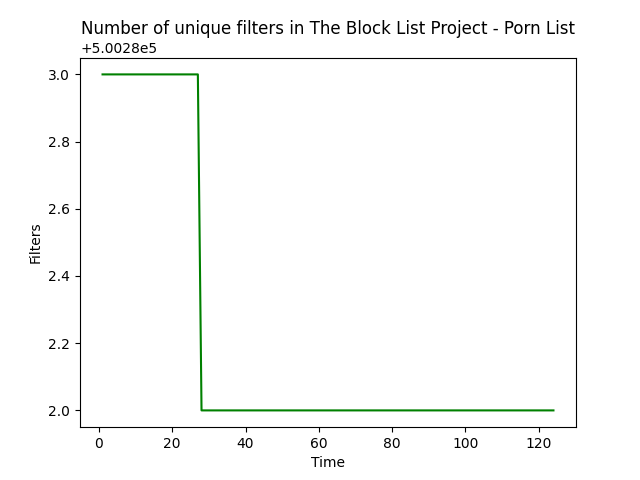 Number of unique filters in The Block List Project - Porn List
+5.0028e5
3.0
2.8
2.6
2.4
2.2
2.0
Filters
0 20 40 60 80 100 120
Time